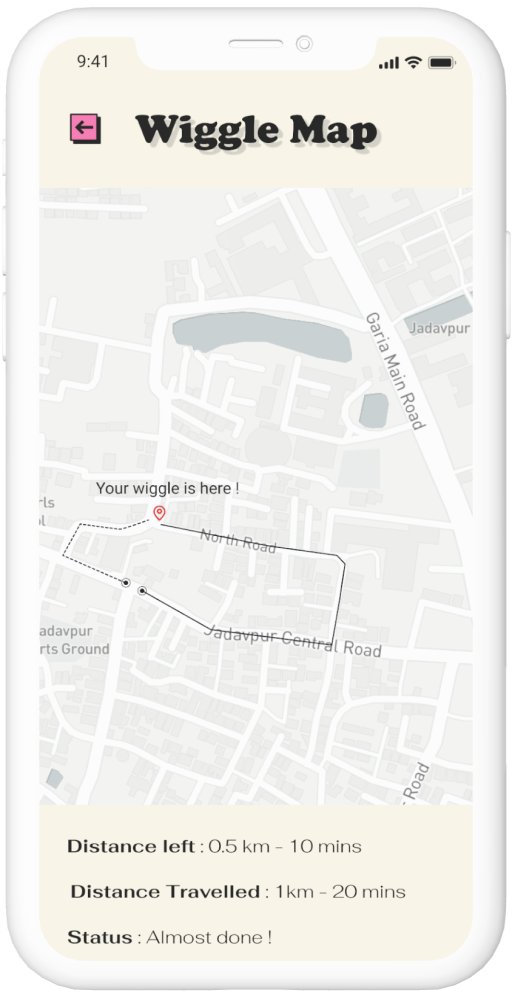 9:41
Wiggle Map
Garia Main Road
Jadavpur
Your wiggle is here !
rls
ol
North Road
adavpur
rts Ground
Jadavpur Central Road
r Road
Distance left : 0.5 km - 10 mins
Distance Travelled : 1km - 20 mins
Status : Almost done !